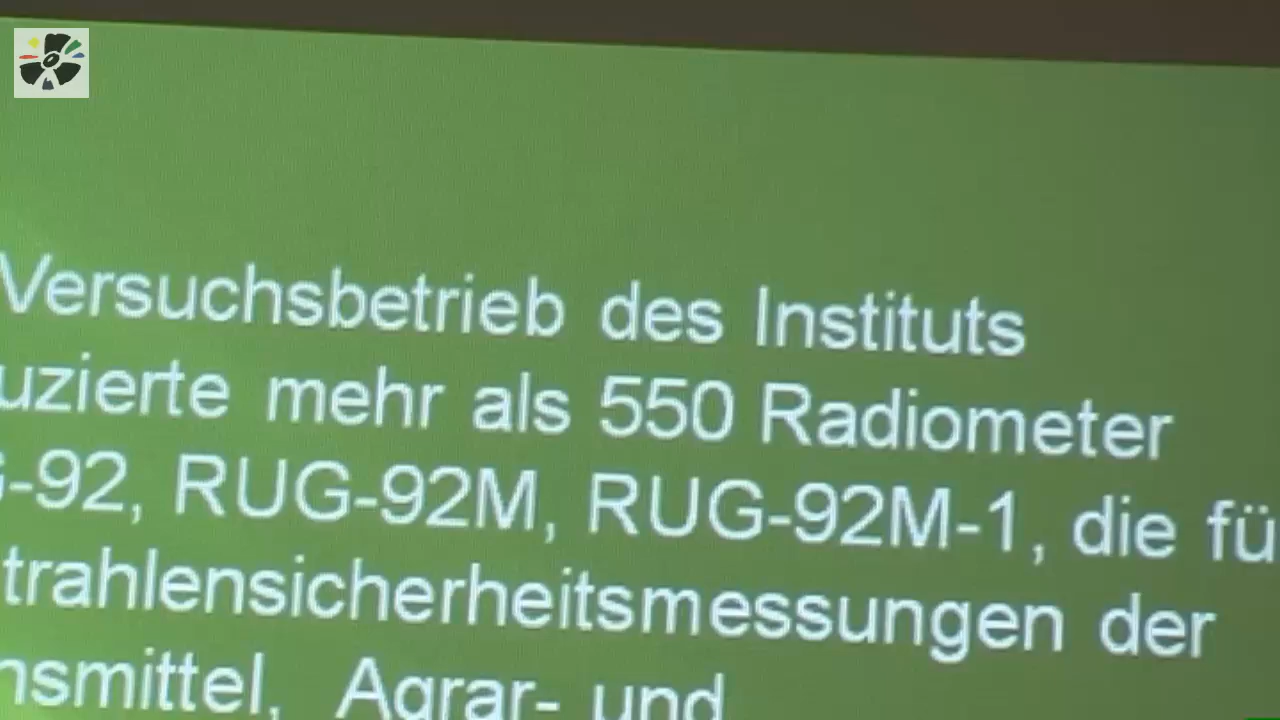 Versuchsbetrieb des Instituts
uzierte mehr als 550 Radiometer
-92, RUG-92M, RUG-92M-1, die fü
trahlensicherheitsmessungen der
nsmittel, Agrar- und